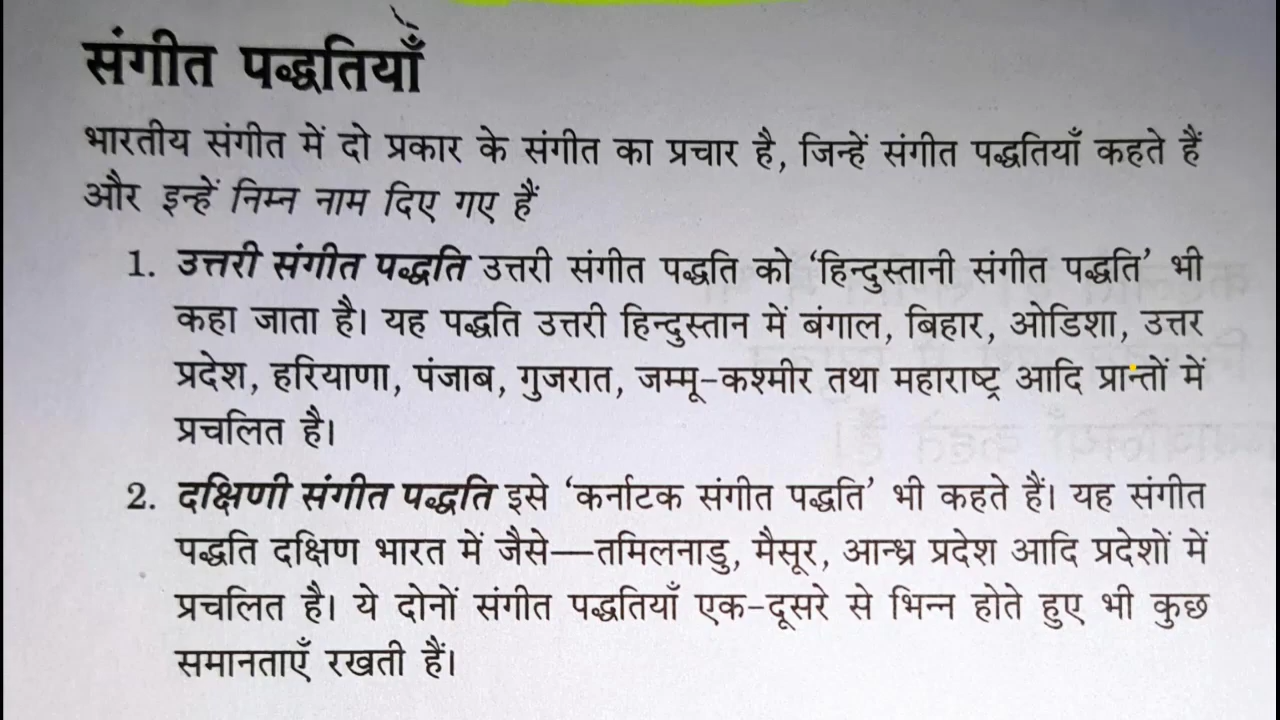 संगीत पद्धतियाँ
भारतीय संगीत में दो प्रकार के संगीत का प्रचार है, जिन्हें संगीत पद्धतियाँ कहते हैं
और इन्हें निम्न नाम दिए गए हैं
1. उत्तरी संगीत पद्धति उत्तरी संगीत पद्धति को ‘हिन्दुस्तानी संगीत पद्धति’ भी
कहा जाता है। यह पद्धति उत्तरी हिन्दुस्तान में बंगाल, बिहार, ओडिशा, उत्तर
प्रदेश, हरियाणा, पंजाब, गुजरात, जम्मू-कश्मीर तथा महाराष्ट्र आदि प्रान्तों में
प्रचलित है।
2. दक्षिणी संगीत पद्धति इसे ‘कर्नाटक संगीत पद्धति’ भी कहते हैं। यह संगीत
पद्धति दक्षिण भारत में जैसे—तमिलनाडु, मैसूर, आन्ध्र प्रदेश आदि प्रदेशों में
प्रचलित है। ये दोनों संगीत पद्धतियाँ एक-दूसरे से भिन्न होते हुए भी कुछ
समानताएँ रखती हैं।